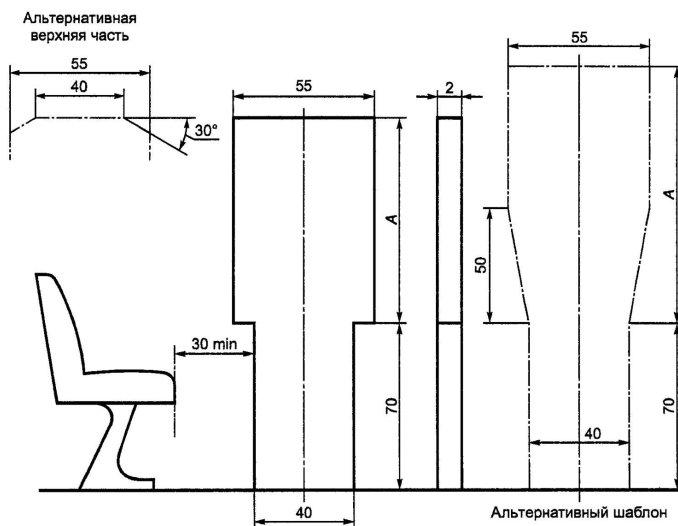 Альтернативная
верхняя часть
55
40
30°
55
2
55
A
A
50
30 min
70
70
40
40
Альтернативный шаблон